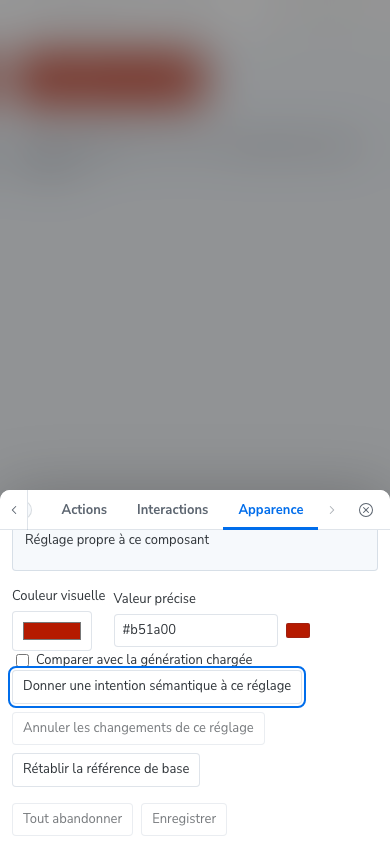 Actions Interactions Apparence
Réglage propre à ce composant
Couleur visuelle Valeur précise
#b51a00
Comparer avec la génération chargée
Donner une intention sémantique à ce réglage
Annuler les changements de ce réglage
Rétablir la référence de base
Tout abandonner Enregistrer